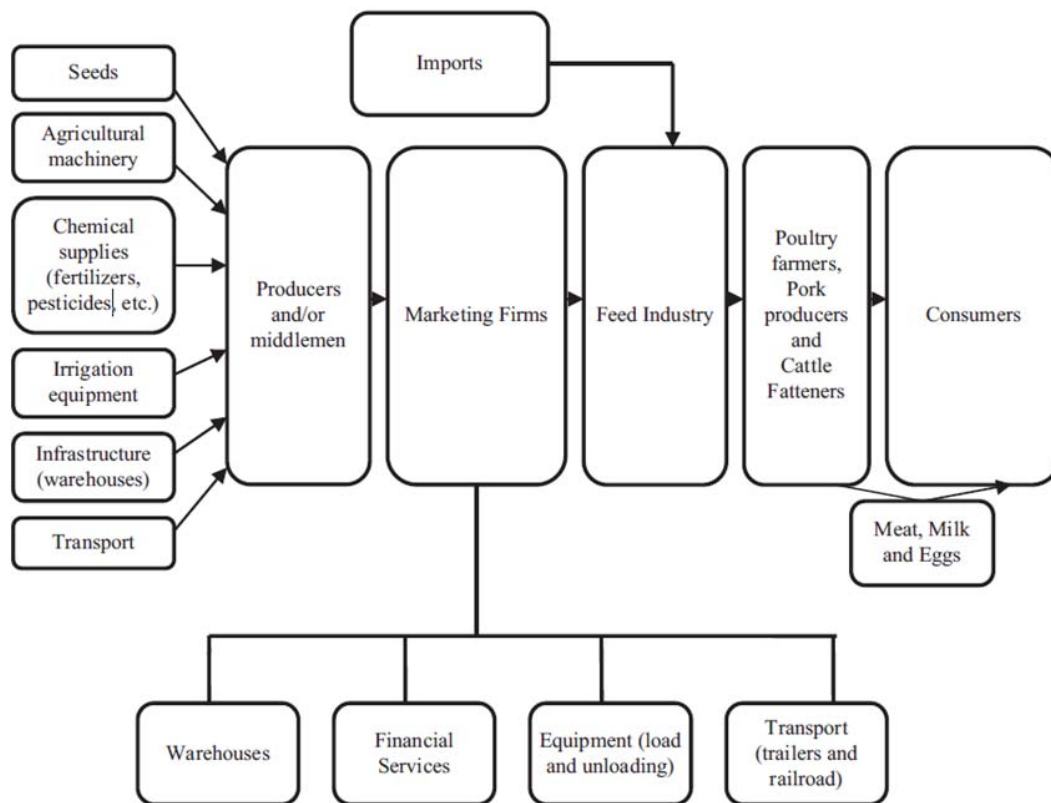 Imports
Seeds
Agricultural
machinery
Chemical
supplies
(fertilizers,
pesticides, etc.)
Irrigation
equipment
Infrastructure
(warehouses)
Transport
Producers
and/or
middlemen
Marketing Firms
Feed Industry
Poultry
farmers,
Pork
producers
and
Cattle
Fatteners
Consumers
Meat, Milk
and Eggs
Warehouses
Financial
Services
Equipment (load
and unloading)
Transport
(trailers and
railroad)